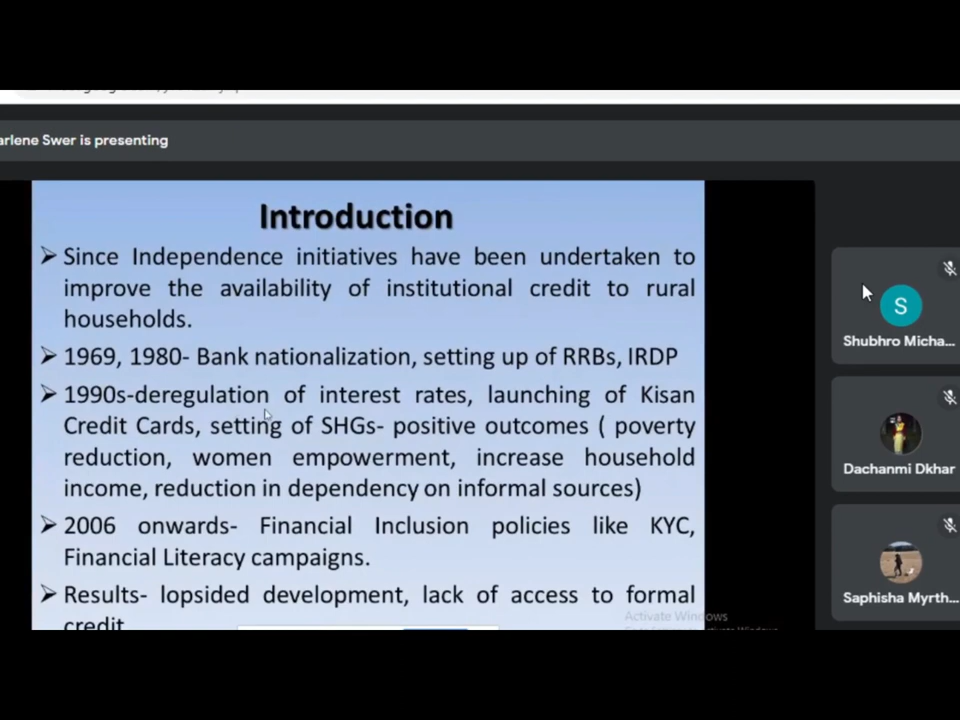 arlene Swer is presenting
Introduction
➢ Since Independence initiatives have been undertaken to
improve the availability of institutional credit to rural
households.
➢ 1969, 1980- Bank nationalization, setting up of RRBs, IRDP
➢ 1990s-deregulation of interest rates, launching of Kisan
Credit Cards, setting of SHGs- positive outcomes ( poverty
reduction, women empowerment, increase household
income, reduction in dependency on informal sources)
➢ 2006 onwards- Financial Inclusion policies like KYC,
Financial Literacy campaigns.
➢ Results- lopsided development, lack of access to formal
credit
Activate Windows
S
Shubhro Micha...
Dachanmi Dkhar
Saphisha Myrth...